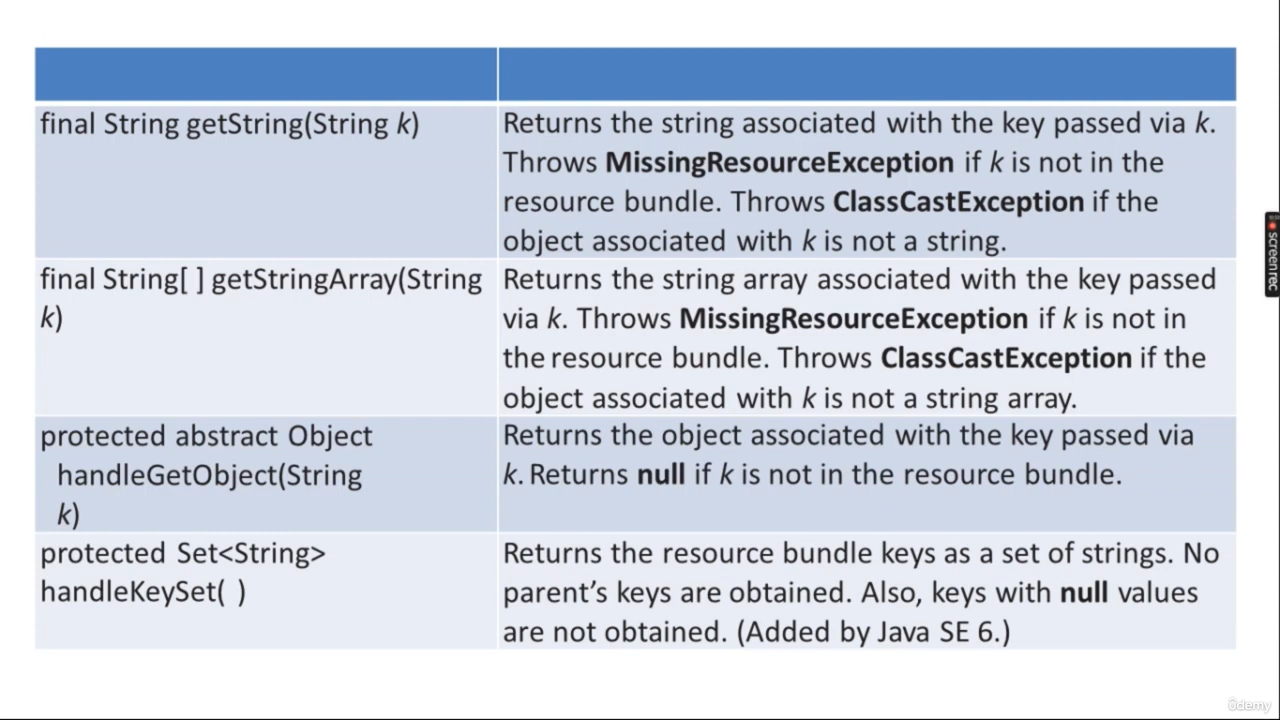 final String getString(String k)
Returns the string associated with the key passed via k.
Throws MissingResourceException if k is not in the
resource bundle. Throws ClassCastException if the
object associated with k is not a string.
final String[ ] getStringArray(String
k)
Returns the string array associated with the key passed
via k. Throws MissingResourceException if k is not in
the resource bundle. Throws ClassCastException if the
object associated with k is not a string array.
protected abstract Object
handleGetObject(String
k)
Returns the object associated with the key passed via
k. Returns null if k is not in the resource bundle.
protected Set<String>
handleKeySet( )
Returns the resource bundle keys as a set of strings. No
parent’s keys are obtained. Also, keys with null values
are not obtained. (Added by Java SE 6.)
screenrec
ûdemy